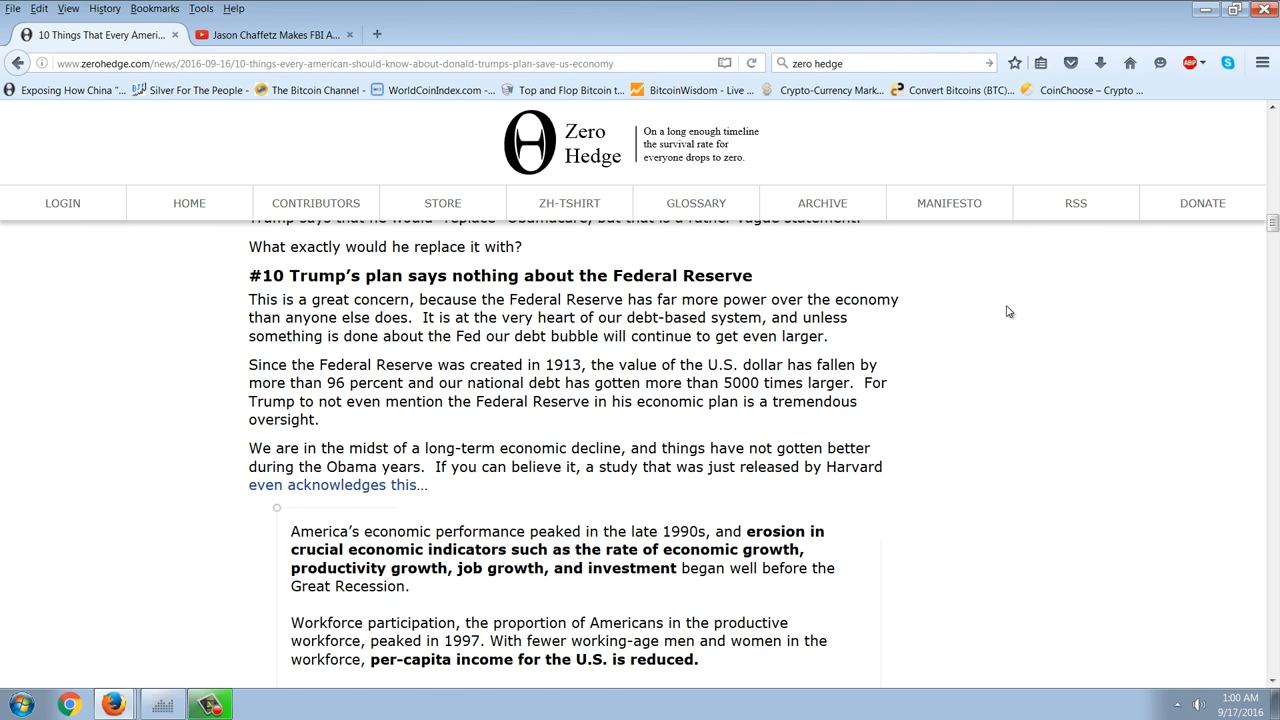 File Edit View History Bookmarks Tools Help
10 Things That Every Ameri... × Jason Chaffetz Makes FBI A... × +
www.zerohedge.com/news/2016-09-16/10-things-every-american-should-know-about-donald-trumps-plan-save-us-economy zero hedge
Exposing How China "... Silver For The People - ... The Bitcoin Channel - ... WorldCoinIndex.com -... Top and Flop Bitcoin t... BitcoinWisdom - Live ... Crypto-Currency Mark... Convert Bitcoins (BTC)... CoinChoose – Crypto ...
Zero
Hedge
On a long enough timeline
the survival rate for
everyone drops to zero.
LOGIN HOME CONTRIBUTORS STORE ZH-TSHIRT GLOSSARY ARCHIVE MANIFESTO RSS DONATE
Trump says that he would "replace" Obamacare, but that is a rather vague statement.
What exactly would he replace it with?
#10 Trump's plan says nothing about the Federal Reserve
This is a great concern, because the Federal Reserve has far more power over the economy
than anyone else does. It is at the very heart of our debt-based system, and unless
something is done about the Fed our debt bubble will continue to get even larger.
Since the Federal Reserve was created in 1913, the value of the U.S. dollar has fallen by
more than 96 percent and our national debt has gotten more than 5000 times larger. For
Trump to not even mention the Federal Reserve in his economic plan is a tremendous
oversight.
We are in the midst of a long-term economic decline, and things have not gotten better
during the Obama years. If you can believe it, a study that was just released by Harvard
even acknowledges this…
America's economic performance peaked in the late 1990s, and erosion in
crucial economic indicators such as the rate of economic growth,
productivity growth, job growth, and investment began well before the
Great Recession.
Workforce participation, the proportion of Americans in the productive
workforce, peaked in 1997. With fewer working-age men and women in the
workforce, per-capita income for the U.S. is reduced.
1:00 AM
9/17/2016